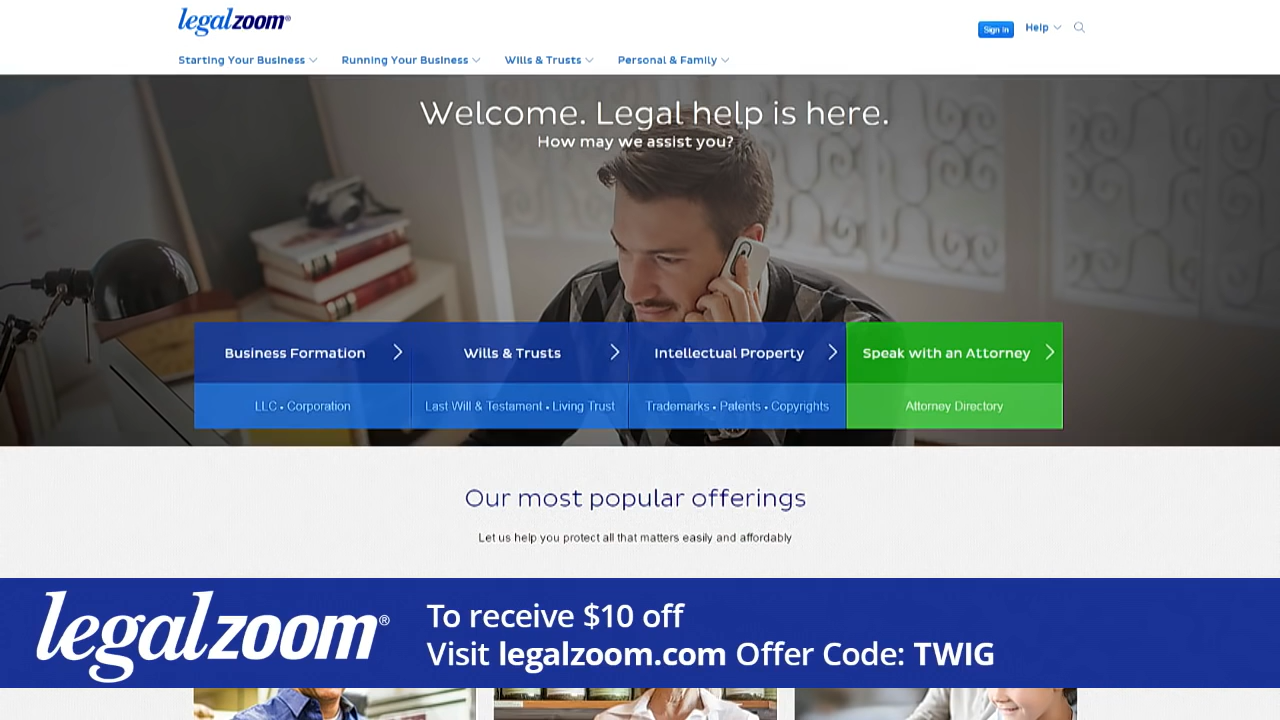 legalzoom®
Sign In
Help
Starting Your Business
Running Your Business
Wills & Trusts
Personal & Family
Welcome. Legal help is here.
How may we assist you?
Business Formation
Wills & Trusts
Intellectual Property
Speak with an Attorney
LLC • Corporation
Last Will & Testament • Living Trust
Trademarks • Patents • Copyrights
Attorney Directory
Our most popular offerings
Let us help you protect all that matters easily and affordably
legalzoom®
To receive $10 off
Visit legalzoom.com Offer Code: TWIG